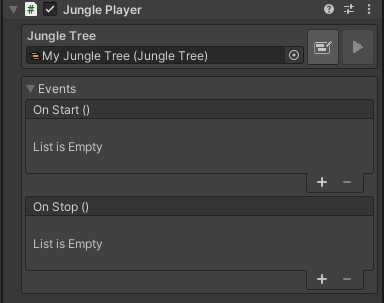 Jungle Player
Jungle Tree
My Jungle Tree (Jungle Tree)
Events
On Start ()
List is Empty
On Stop ()
List is Empty